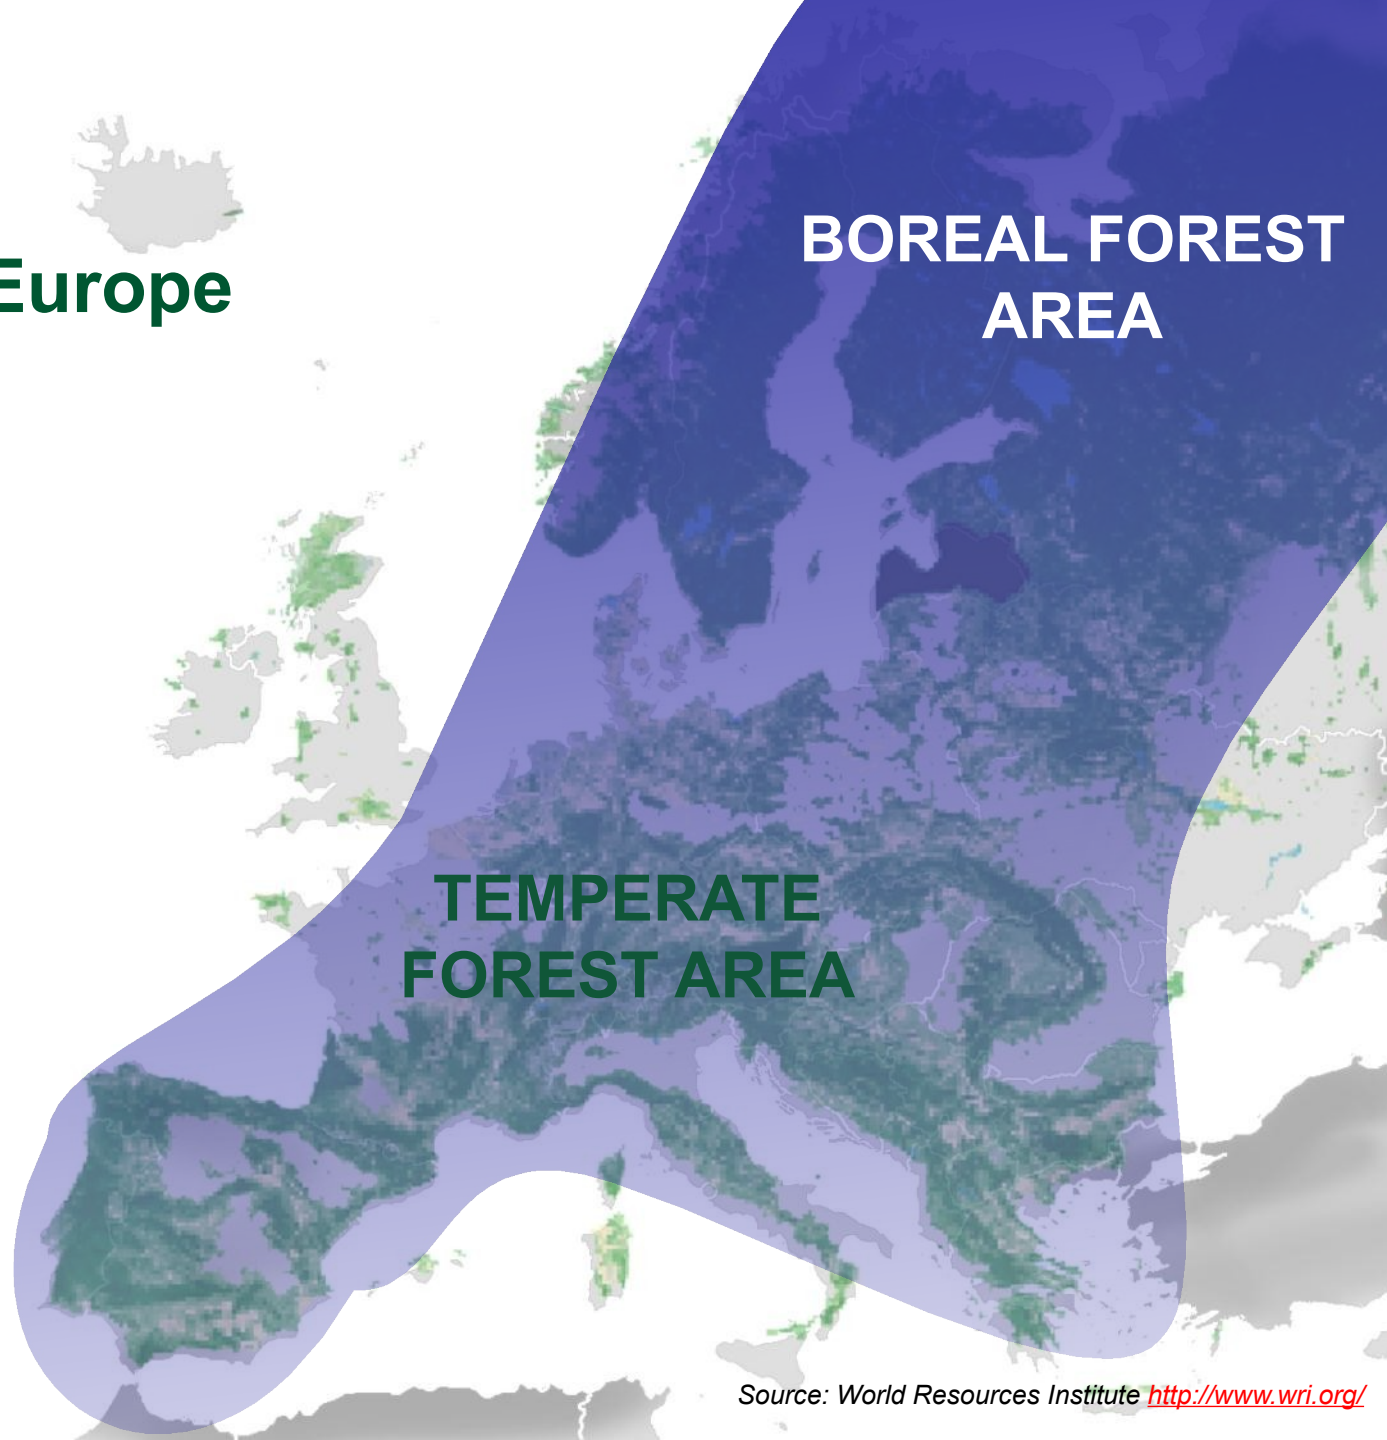 Europe
BOREAL FOREST
AREA
TEMPERATE
FOREST AREA
Source: World Resources Institute http://www.wri.org/